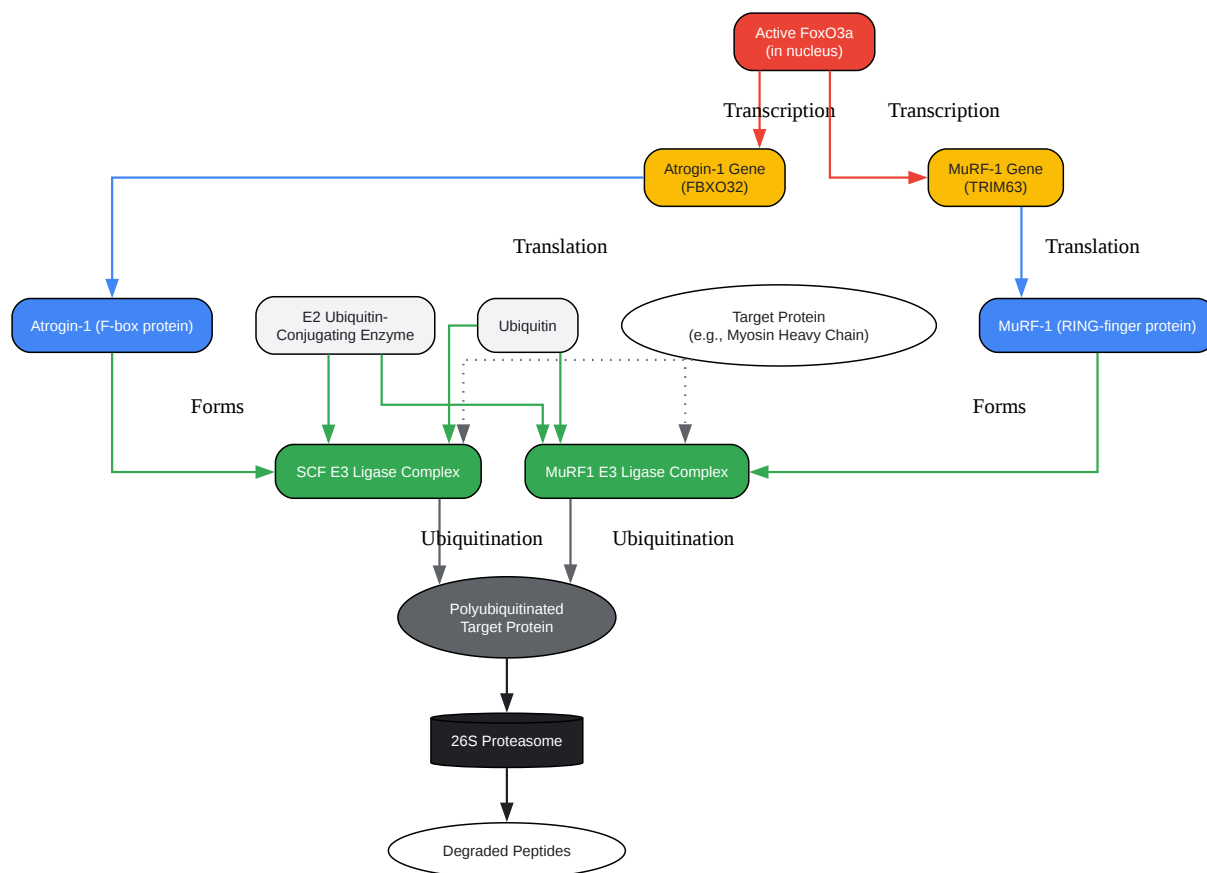 Active FoxO3a
(in nucleus)
Transcription
Transcription
Atrogin-1 Gene
(FBXO32)
MuRF-1 Gene
(TRIM63)
Translation
Translation
Atrogin-1 (F-box protein)
E2 Ubiquitin-
Conjugating Enzyme
Ubiquitin
Target Protein
(e.g., Myosin Heavy Chain)
MuRF-1 (RING-finger protein)
Forms
Forms
SCF E3 Ligase Complex
MuRF1 E3 Ligase Complex
Ubiquitination
Ubiquitination
Polyubiquitinated
Target Protein
26S Proteasome
Degraded Peptides